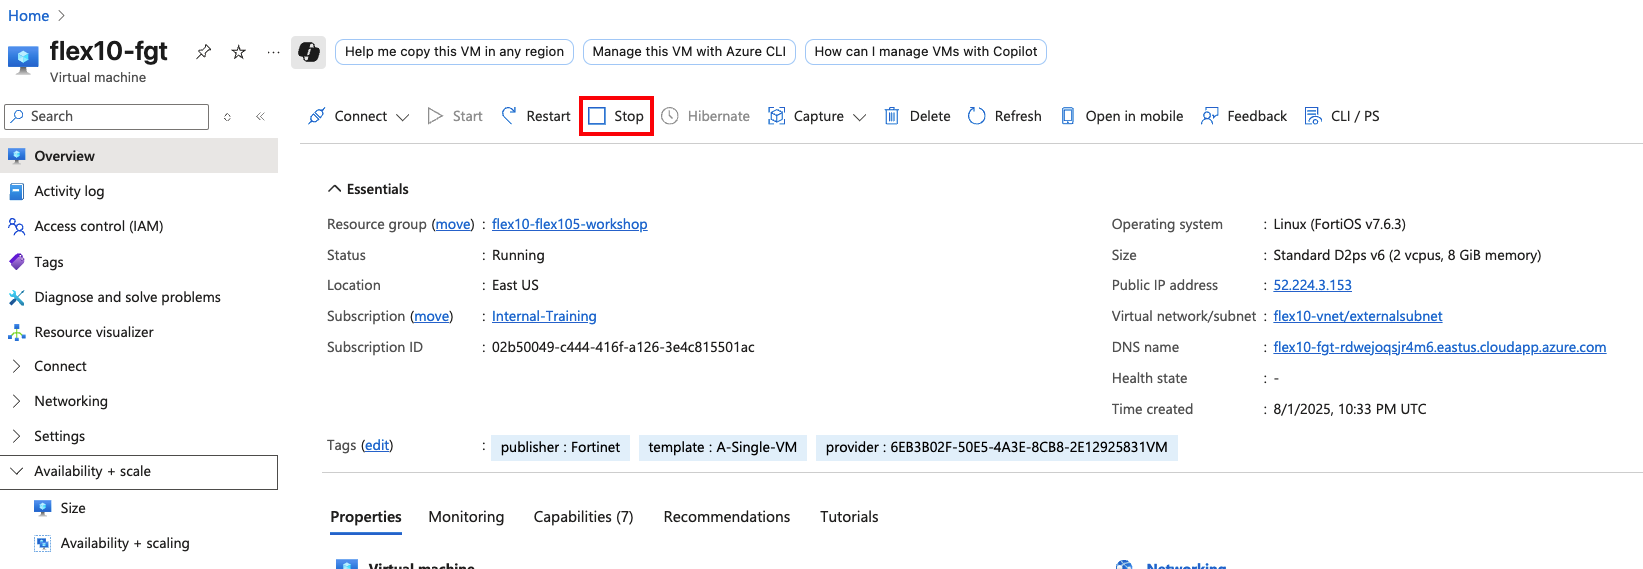 Home
flex10-fgt
Virtual machine
Help me copy this VM in any region
Manage this VM with Azure CLI
How can I manage VMs with Copilot
Search
Connect Start Restart Stop Hibernate Capture Delete Refresh Open in mobile Feedback CLI / PS
Overview
Activity log
Access control (IAM)
Tags
Diagnose and solve problems
Resource visualizer
Connect
Networking
Settings
Availability + scale
Size
Availability + scaling
Essentials
Resource group (move) : flex10-flex105-workshop
Status : Running
Location : East US
Subscription (move) : Internal-Training
Subscription ID : 02b50049-c444-416f-a126-3e4c815501ac
Operating system : Linux (FortiOS v7.6.3)
Size : Standard D2ps v6 (2 vcpus, 8 GiB memory)
Public IP address : 52.224.3.153
Virtual network/subnet : flex10-vnet/externalsubnet
DNS name : flex10-fgt-rdwejoqsjr4m6.eastus.cloudapp.azure.com
Health state : -
Time created : 8/1/2025, 10:33 PM UTC
Tags (edit) : publisher : Fortinet template : A-Single-VM provider : 6EB3B02F-50E5-4A3E-8CB8-2E12925831VM
Properties Monitoring Capabilities (7) Recommendations Tutorials
Virtual machine
Networking